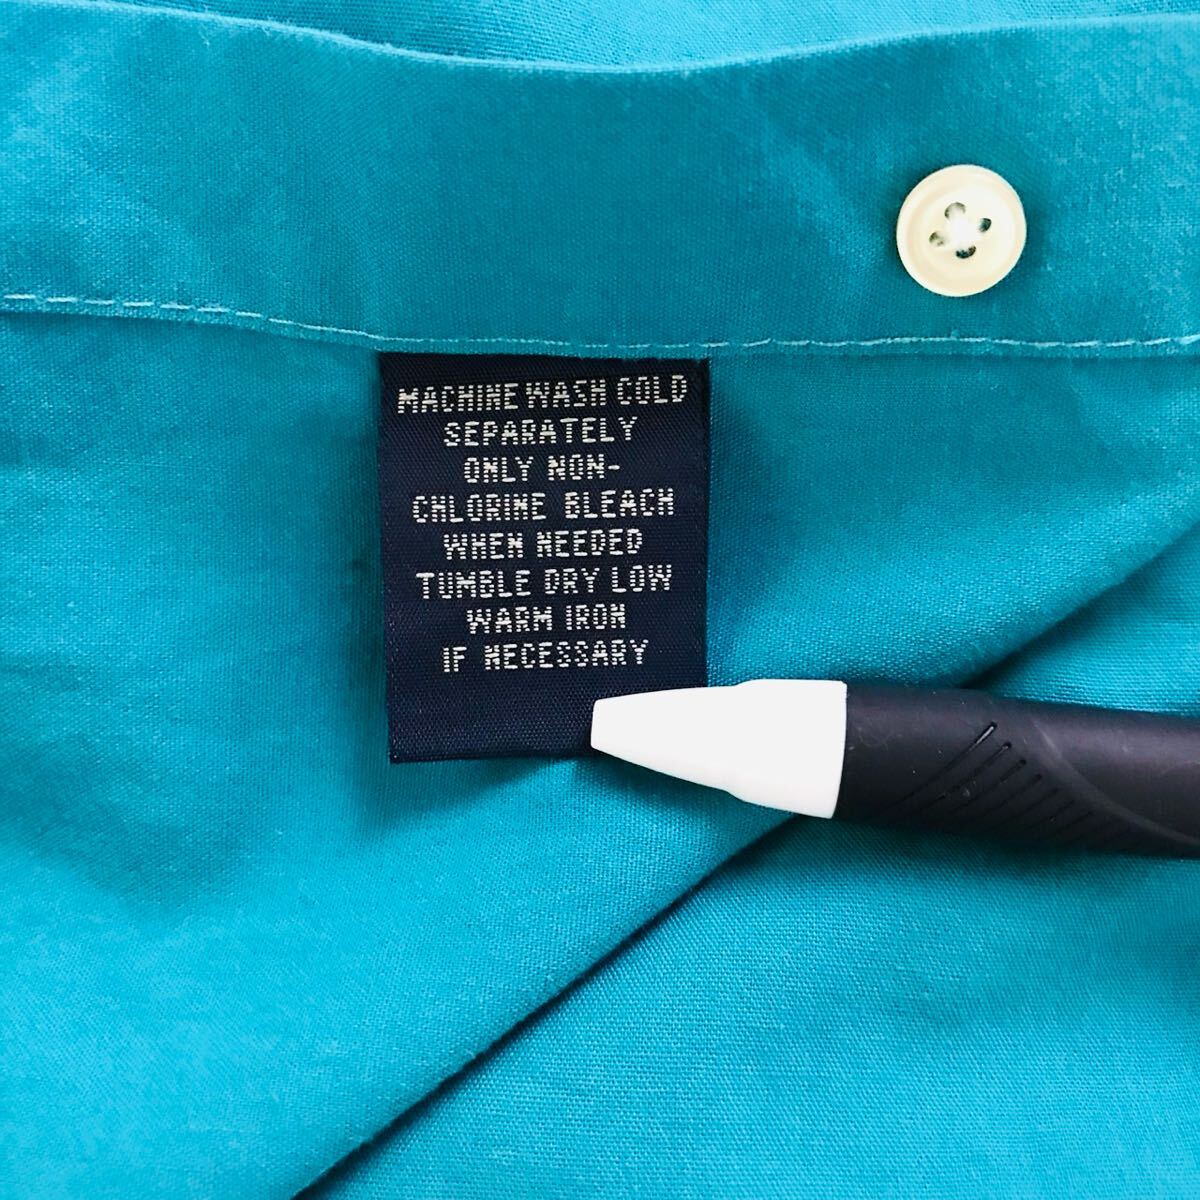 MACHINE WASH COLD
SEPARATELY
ONLY NON-
CHLORINE BLEACH
WHEN NEEDED
TUMBLE DRY LOW
WARM IRON
IF NECESSARY